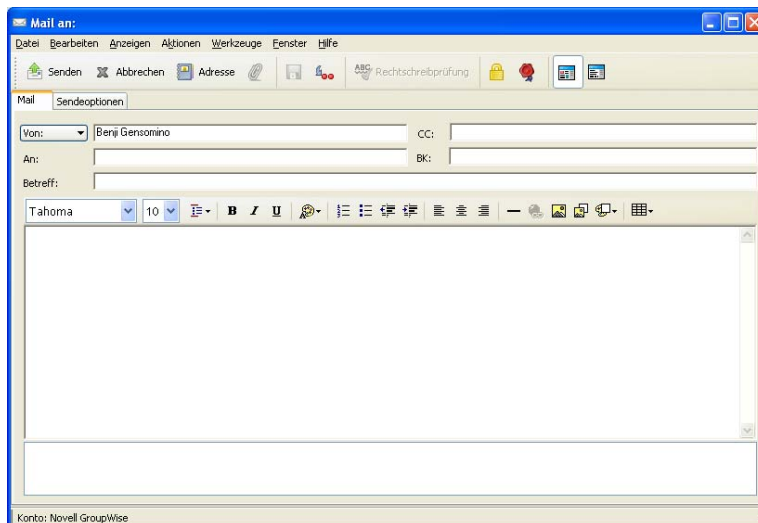 Mail an:
Datei Bearbeiten Anzeigen Aktionen Werkzeuge Fenster Hilfe
Senden Abbrechen Adresse ABC Rechtschreibprüfung
Mail Sendeoptionen
Von: Benji Gensomino CC:
An: BK:
Betreff:
Tahoma 10 B I U
Konto: Novell GroupWise